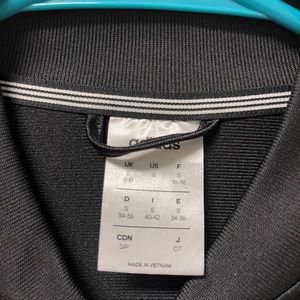 adidas
UK US F
S S S
8-10 S 36-38
D I E
S S S
34-36 40-42 34-36
CDN J
S/P OT
MADE IN VIETNAM